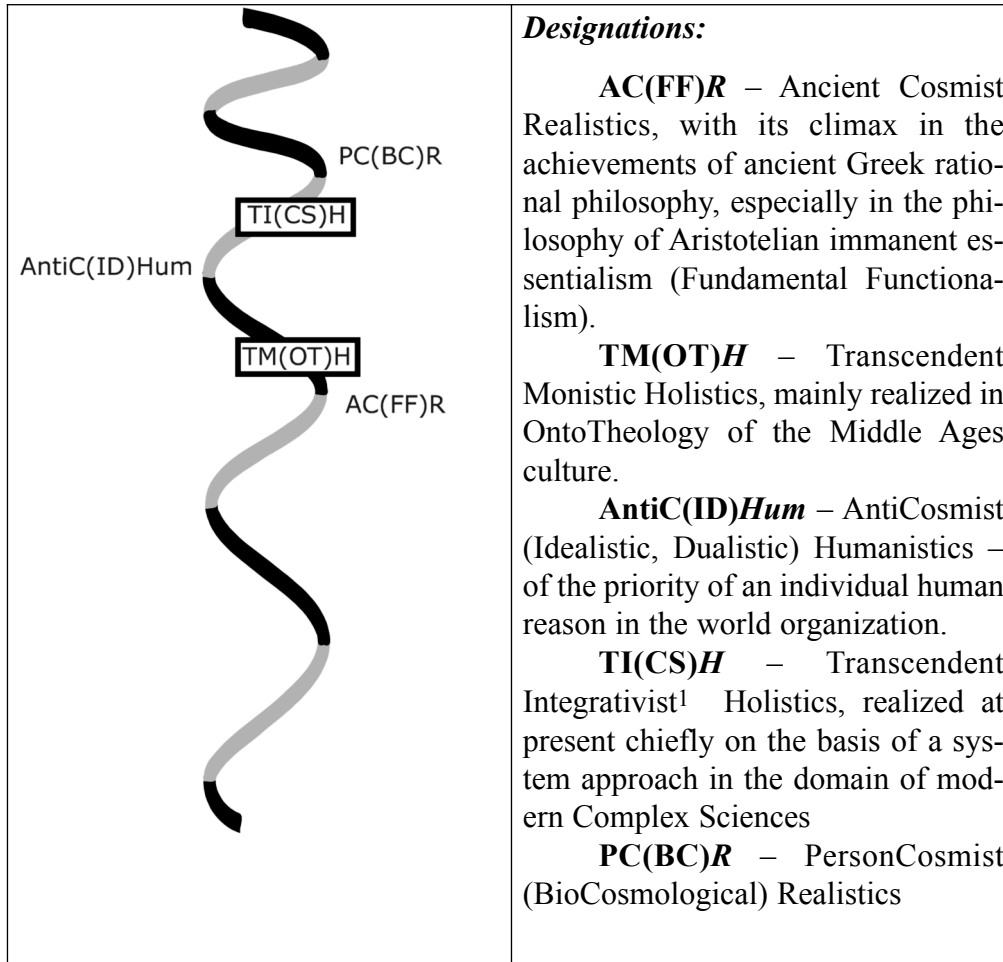 PC(BC)R
TI(CS)H
AntiC(ID)Hum
TM(OT)H
AC(FF)R
Designations:
AC(FF)R – Ancient Cosmist
Realistics, with its climax in the
achievements of ancient Greek ratio-
nal philosophy, especially in the phi-
losophy of Aristotelian immanent es-
sentialism (Fundamental Functiona-
lism).
TM(OT)H – Transcendent
Monistic Holistics, mainly realized in
OntoTheology of the Middle Ages
culture.
AntiC(ID)Hum – AntiCosmist
(Idealistic, Dualistic) Humanistics –
of the priority of an individual human
reason in the world organization.
TI(CS)H – Transcendent
Integrativist¹ Holistics, realized at
present chiefly on the basis of a sys-
tem approach in the domain of mod-
ern Complex Sciences
PC(BC)R – PersonCosmist
(BioCosmological) Realistics